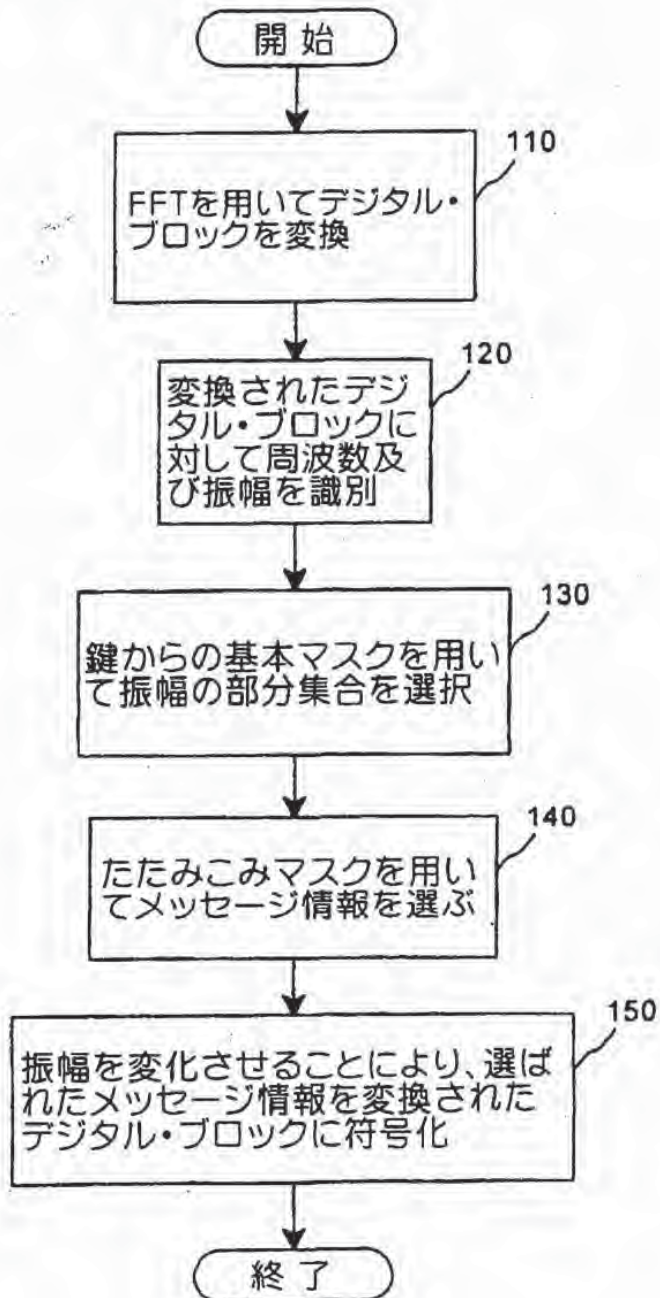 開始
110
FFTを用いてデジタル・
ブロックを変換
120
変換されたデジ
タル・ブロックに
対して周波数及
び振幅を識別
130
鍵からの基本マスクを用い
て振幅の部分集合を選択
140
たたみこみマスクを用い
てメッセージ情報を選ぶ
150
振幅を変化させることにより、選ば
れたメッセージ情報を変換された
デジタル・ブロックに符号化
終了